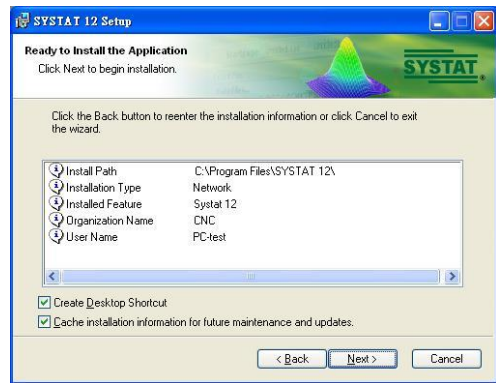 SYSTAT 12 Setup
Ready to Install the Application
Click Next to begin installation.
SYSTAT
Click the Back button to reenter the installation information or click Cancel to exit
the wizard.
Install Path C:\Program Files\SYSTAT 12\
Installation Type Network
Installed Feature Systat 12
Organization Name CNC
User Name PC-test
Create Desktop Shortcut
Cache installation information for future maintenance and updates.
< Back Next > Cancel